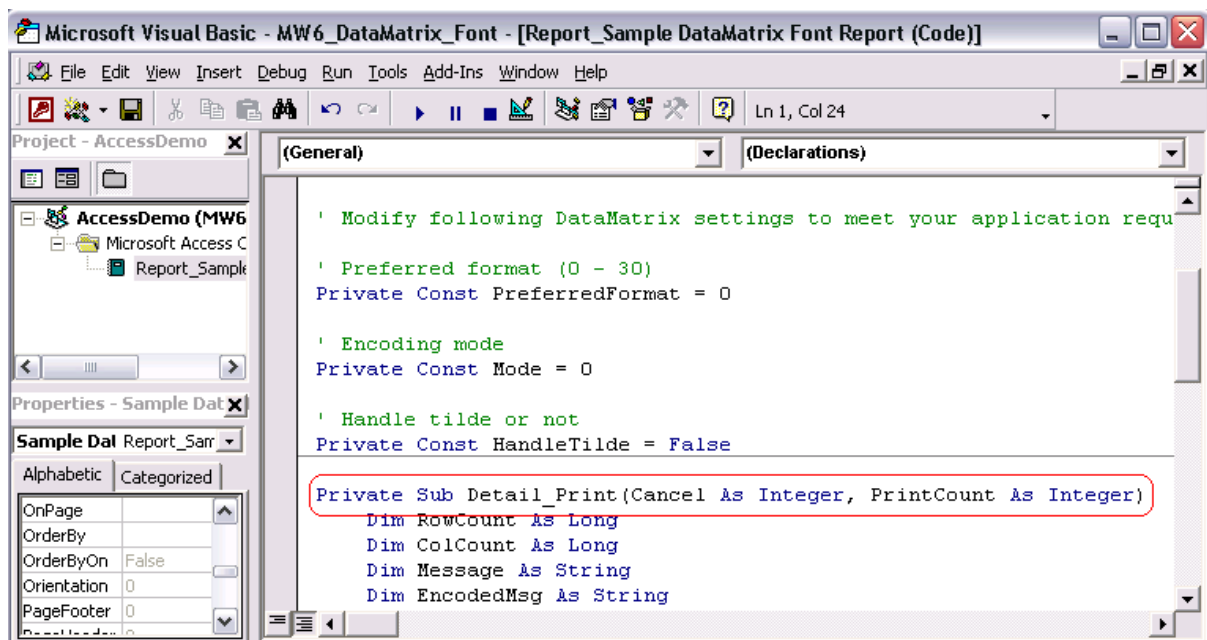 Microsoft Visual Basic - MW6_DataMatrix_Font - [Report_Sample DataMatrix Font Report (Code)]
File Edit View Insert Debug Run Tools Add-Ins Window Help
Ln 1, Col 24
Project - AccessDemo
AccessDemo (MW6
Microsoft Access C
Report_Sample
Properties - Sample Dat
Sample Dat Report_Sam
Alphabetic Categorized
OnPage
OrderBy
OrderByOn False
Orientation 0
PageFooter 0
(General) (Declarations)
' Modify following DataMatrix settings to meet your application requ
' Preferred format (0 - 30)
Private Const PreferredFormat = 0
' Encoding mode
Private Const Mode = 0
' Handle tilde or not
Private Const HandleTilde = False
Private Sub Detail_Print(Cancel As Integer, PrintCount As Integer)
Dim RowCount As Long
Dim ColCount As Long
Dim Message As String
Dim EncodedMsg As String